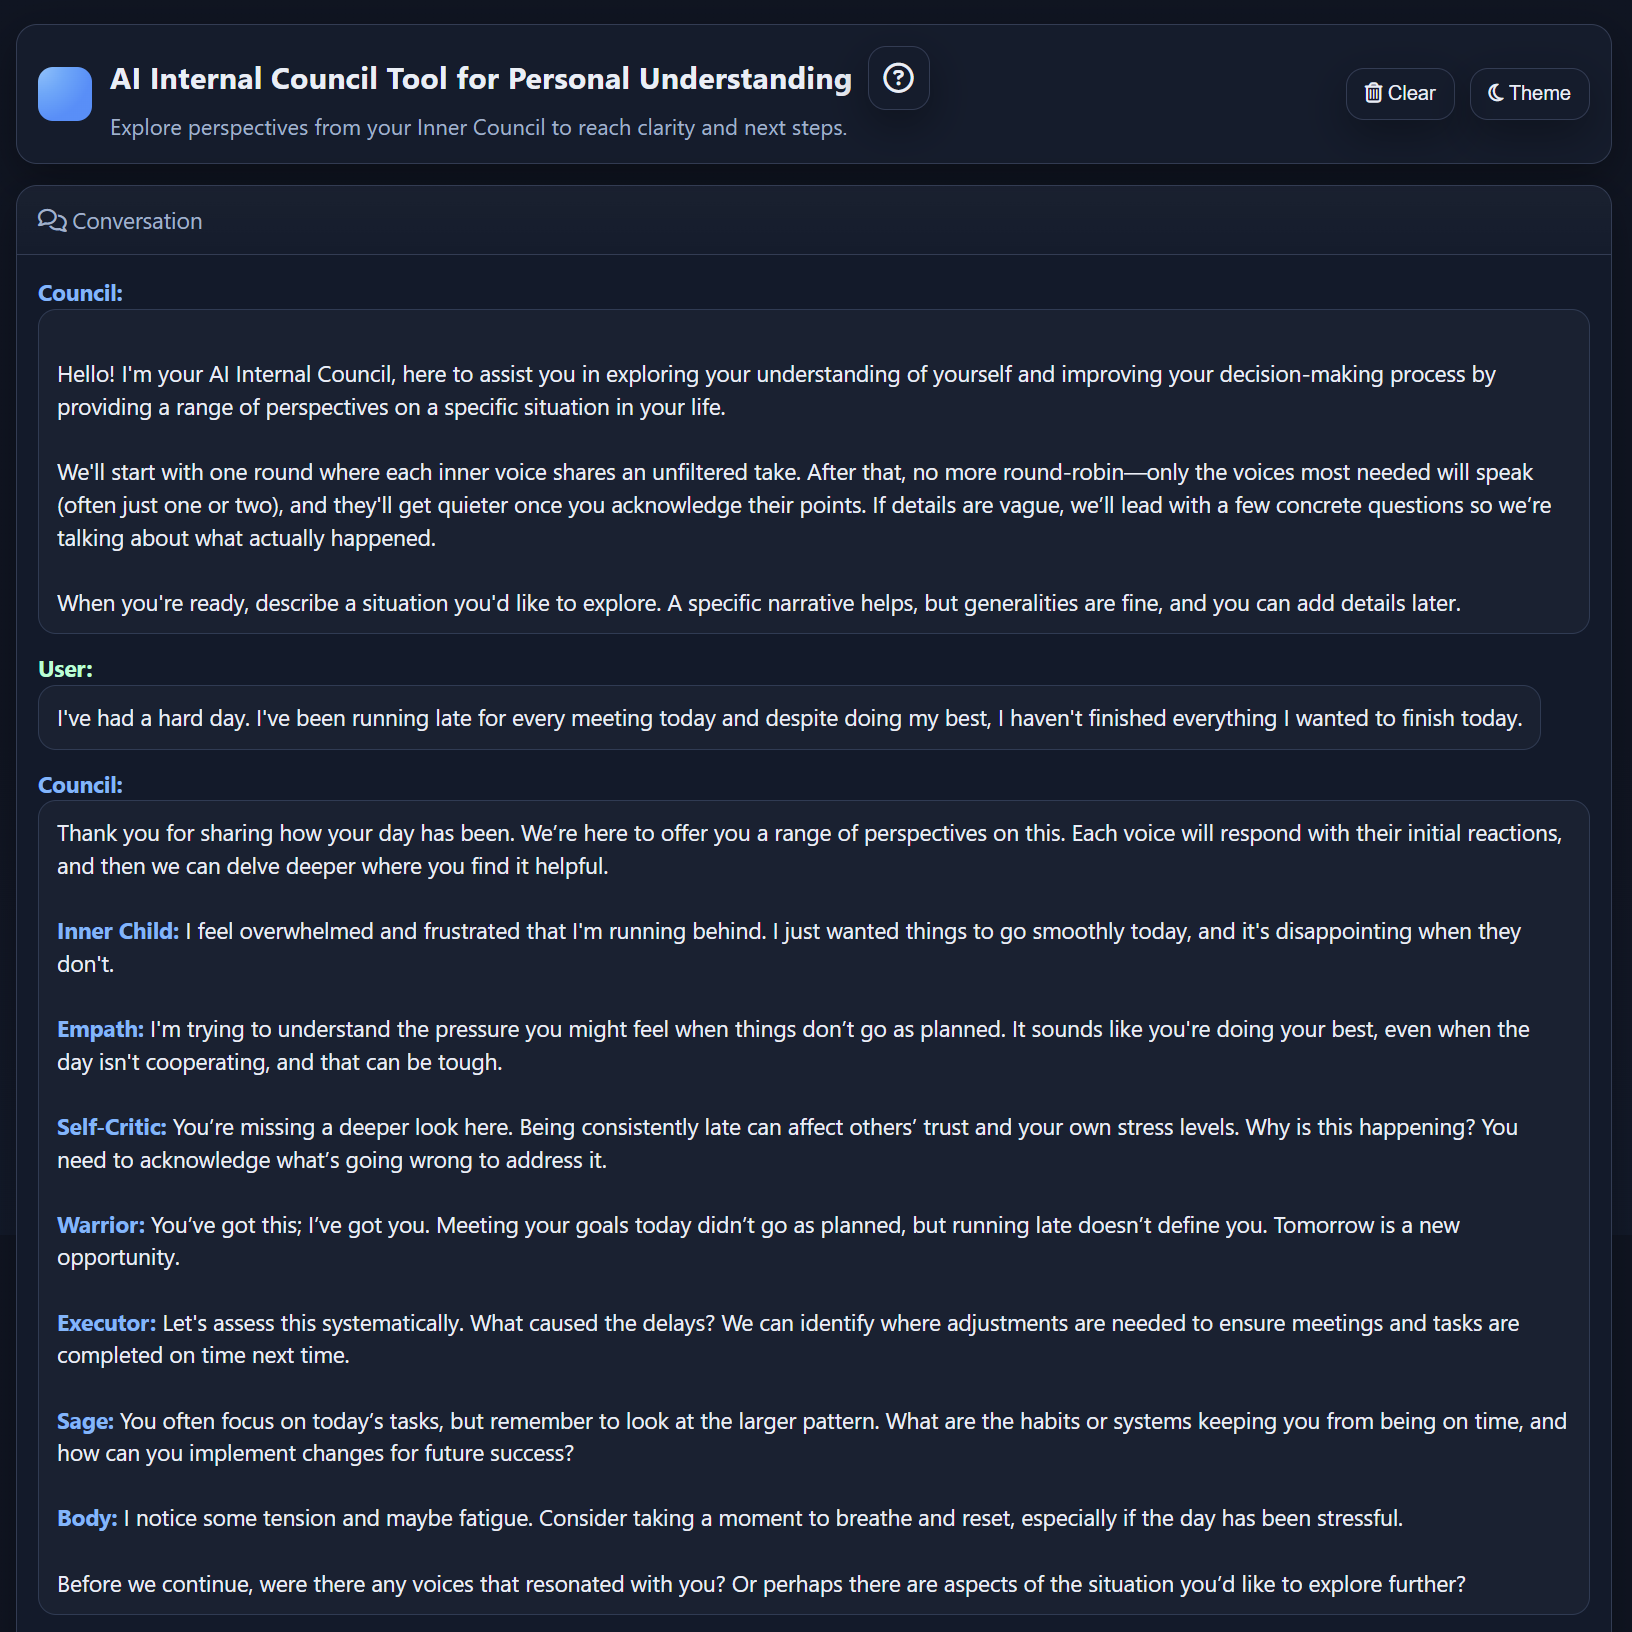 AI Internal Council Tool for Personal Understanding
Explore perspectives from your Inner Council to reach clarity and next steps.
Clear
Theme
Conversation
Council:
Hello! I'm your AI Internal Council, here to assist you in exploring your understanding of yourself and improving your decision-making process by
providing a range of perspectives on a specific situation in your life.
We'll start with one round where each inner voice shares an unfiltered take. After that, no more round-robin—only the voices most needed will speak
(often just one or two), and they'll get quieter once you acknowledge their points. If details are vague, we’ll lead with a few concrete questions so we’re
talking about what actually happened.
When you're ready, describe a situation you'd like to explore. A specific narrative helps, but generalities are fine, and you can add details later.
User:
I've had a hard day. I've been running late for every meeting today and despite doing my best, I haven't finished everything I wanted to finish today.
Council:
Thank you for sharing how your day has been. We’re here to offer you a range of perspectives on this. Each voice will respond with their initial reactions,
and then we can delve deeper where you find it helpful.
Inner Child: I feel overwhelmed and frustrated that I'm running behind. I just wanted things to go smoothly today, and it's disappointing when they
don't.
Empath: I'm trying to understand the pressure you might feel when things don’t go as planned. It sounds like you're doing your best, even when the
day isn't cooperating, and that can be tough.
Self-Critic: You’re missing a deeper look here. Being consistently late can affect others’ trust and your own stress levels. Why is this happening? You
need to acknowledge what’s going wrong to address it.
Warrior: You’ve got this; I’ve got you. Meeting your goals today didn’t go as planned, but running late doesn’t define you. Tomorrow is a new
opportunity.
Executor: Let's assess this systematically. What caused the delays? We can identify where adjustments are needed to ensure meetings and tasks are
completed on time next time.
Sage: You often focus on today’s tasks, but remember to look at the larger pattern. What are the habits or systems keeping you from being on time, and
how can you implement changes for future success?
Body: I notice some tension and maybe fatigue. Consider taking a moment to breathe and reset, especially if the day has been stressful.
Before we continue, were there any voices that resonated with you? Or perhaps there are aspects of the situation you’d like to explore further?